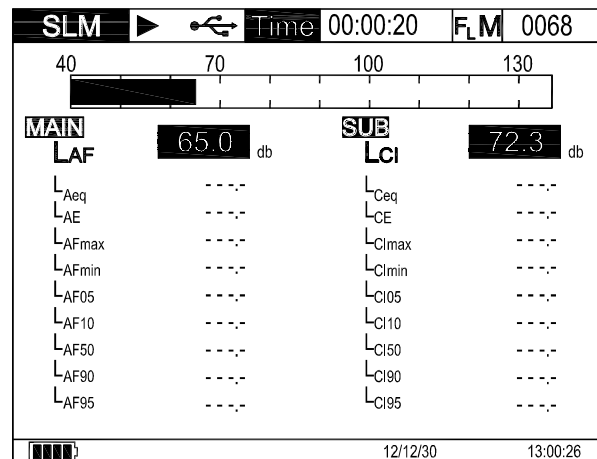 SLM Time 00:00:20 FL M 0068
40 70 100 130
MAIN SUB
LAF 65.0 db LCI 72.3 db
LAeq ---.- LCeq ---.-
LAE ---.- LCE ---.-
LAFmax ---.- LCImax ---.-
LAFmin ---.- LCImin ---.-
LAF05 ---.- LCI05 ---.-
LAF10 ---.- LCI10 ---.-
LAF50 ---.- LCI50 ---.-
LAF90 ---.- LCI90 ---.-
LAF95 ---.- LCI95 ---.-
12/12/30 13:00:26